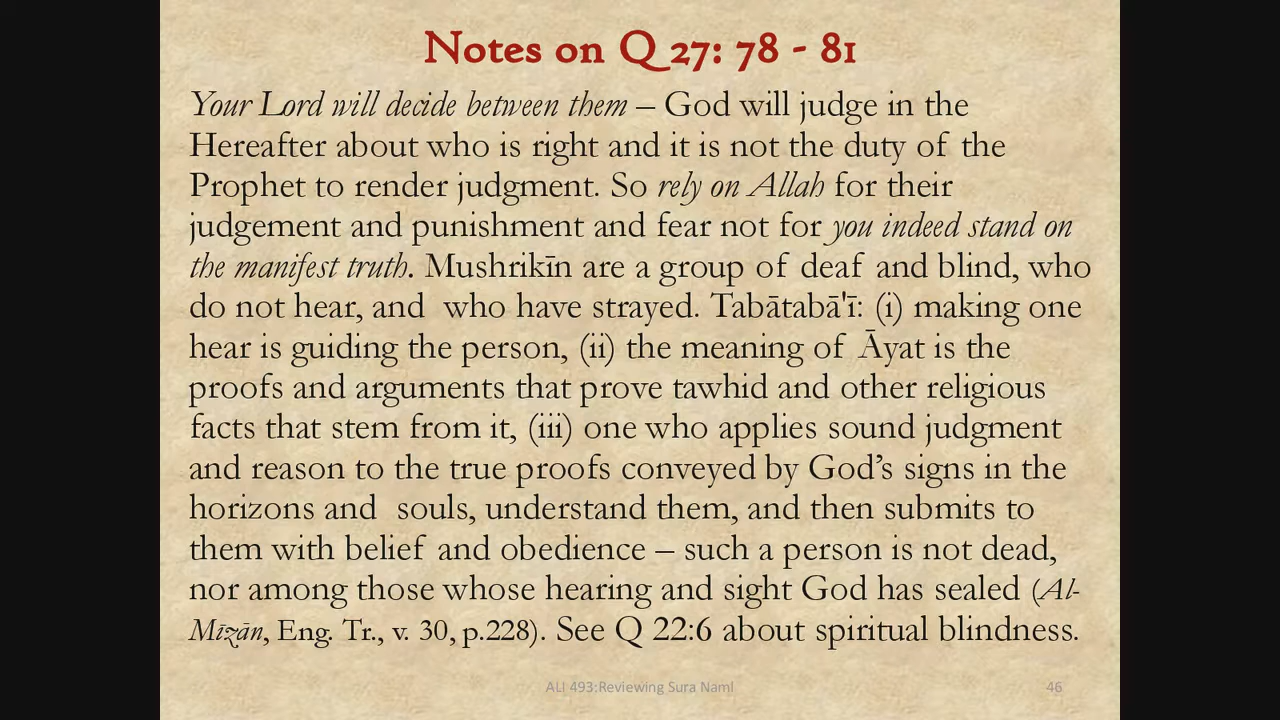 Notes on Q 27: 78 - 81
Your Lord will decide between them – God will judge in the
Hereafter about who is right and it is not the duty of the
Prophet to render judgment. So rely on Allah for their
judgement and punishment and fear not for you indeed stand on
the manifest truth. Mushrikīn are a group of deaf and blind, who
do not hear, and who have strayed. Tabātabā'ī: (i) making one
hear is guiding the person, (ii) the meaning of Āyat is the
proofs and arguments that prove tawhid and other religious
facts that stem from it, (iii) one who applies sound judgment
and reason to the true proofs conveyed by God’s signs in the
horizons and souls, understand them, and then submits to
them with belief and obedience – such a person is not dead,
nor among those whose hearing and sight God has sealed (Al-
Mīzān, Eng. Tr., v. 30, p.228). See Q 22:6 about spiritual blindness.
ALI 493:Reviewing Sura Naml 46